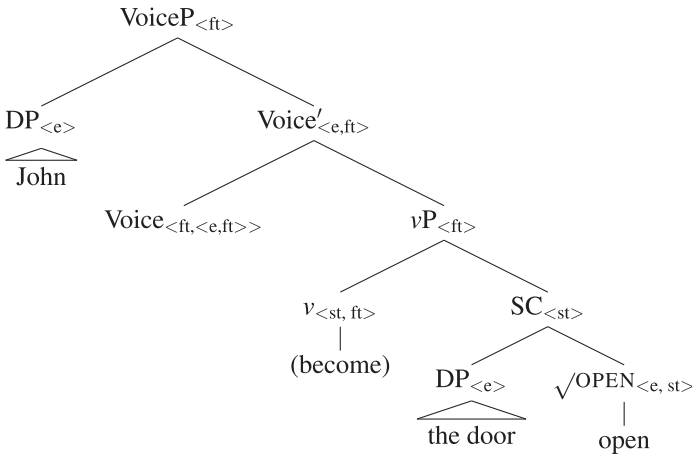 VoiceP<ft>
DP<e> Voice′<e,ft>
John
Voice<ft,<e,ft>> vP<ft>
v<st, ft> SC<st>
(become)
DP<e> √OPEN<e, st>
the door open